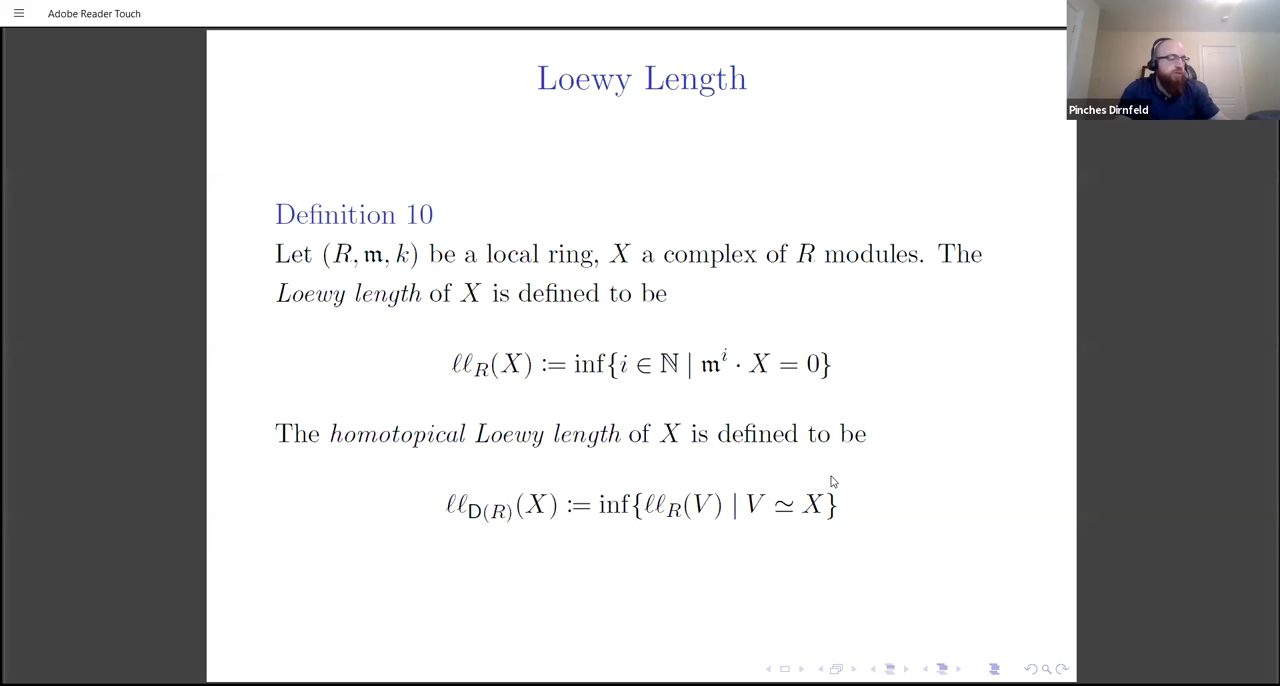 Adobe Reader Touch
Pinches Dirnfeld
Loewy Length
Definition 10
Let (R, 𝔪, k) be a local ring, X a complex of R modules. The
Loewy length of X is defined to be
ℓℓ_R(X) := inf{i ∈ ℕ | 𝔪^i · X = 0}
The homotopical Loewy length of X is defined to be
ℓℓ_{D(R)}(X) := inf{ℓℓ_R(V) | V ≃ X}